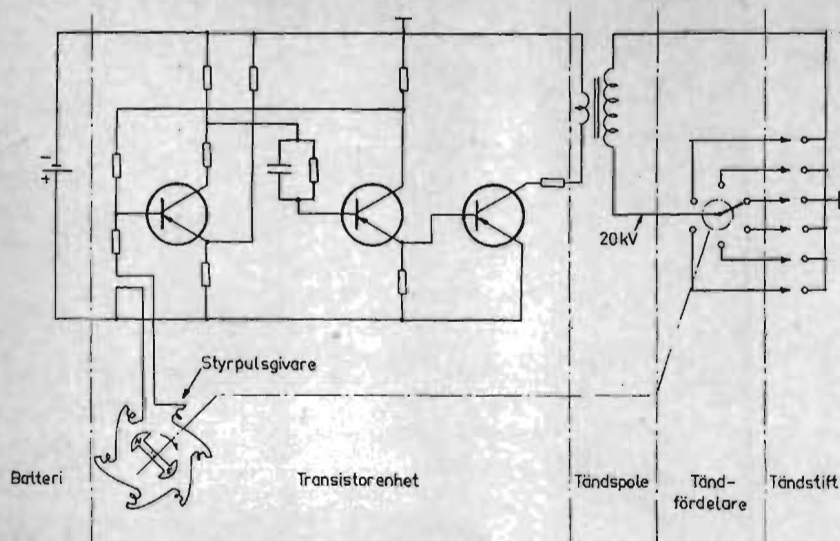 - +
20kV
Styrpulsgivare
Batteri
Transistorenhet
Tändspole
Tänd-
fördelare
Tändstift